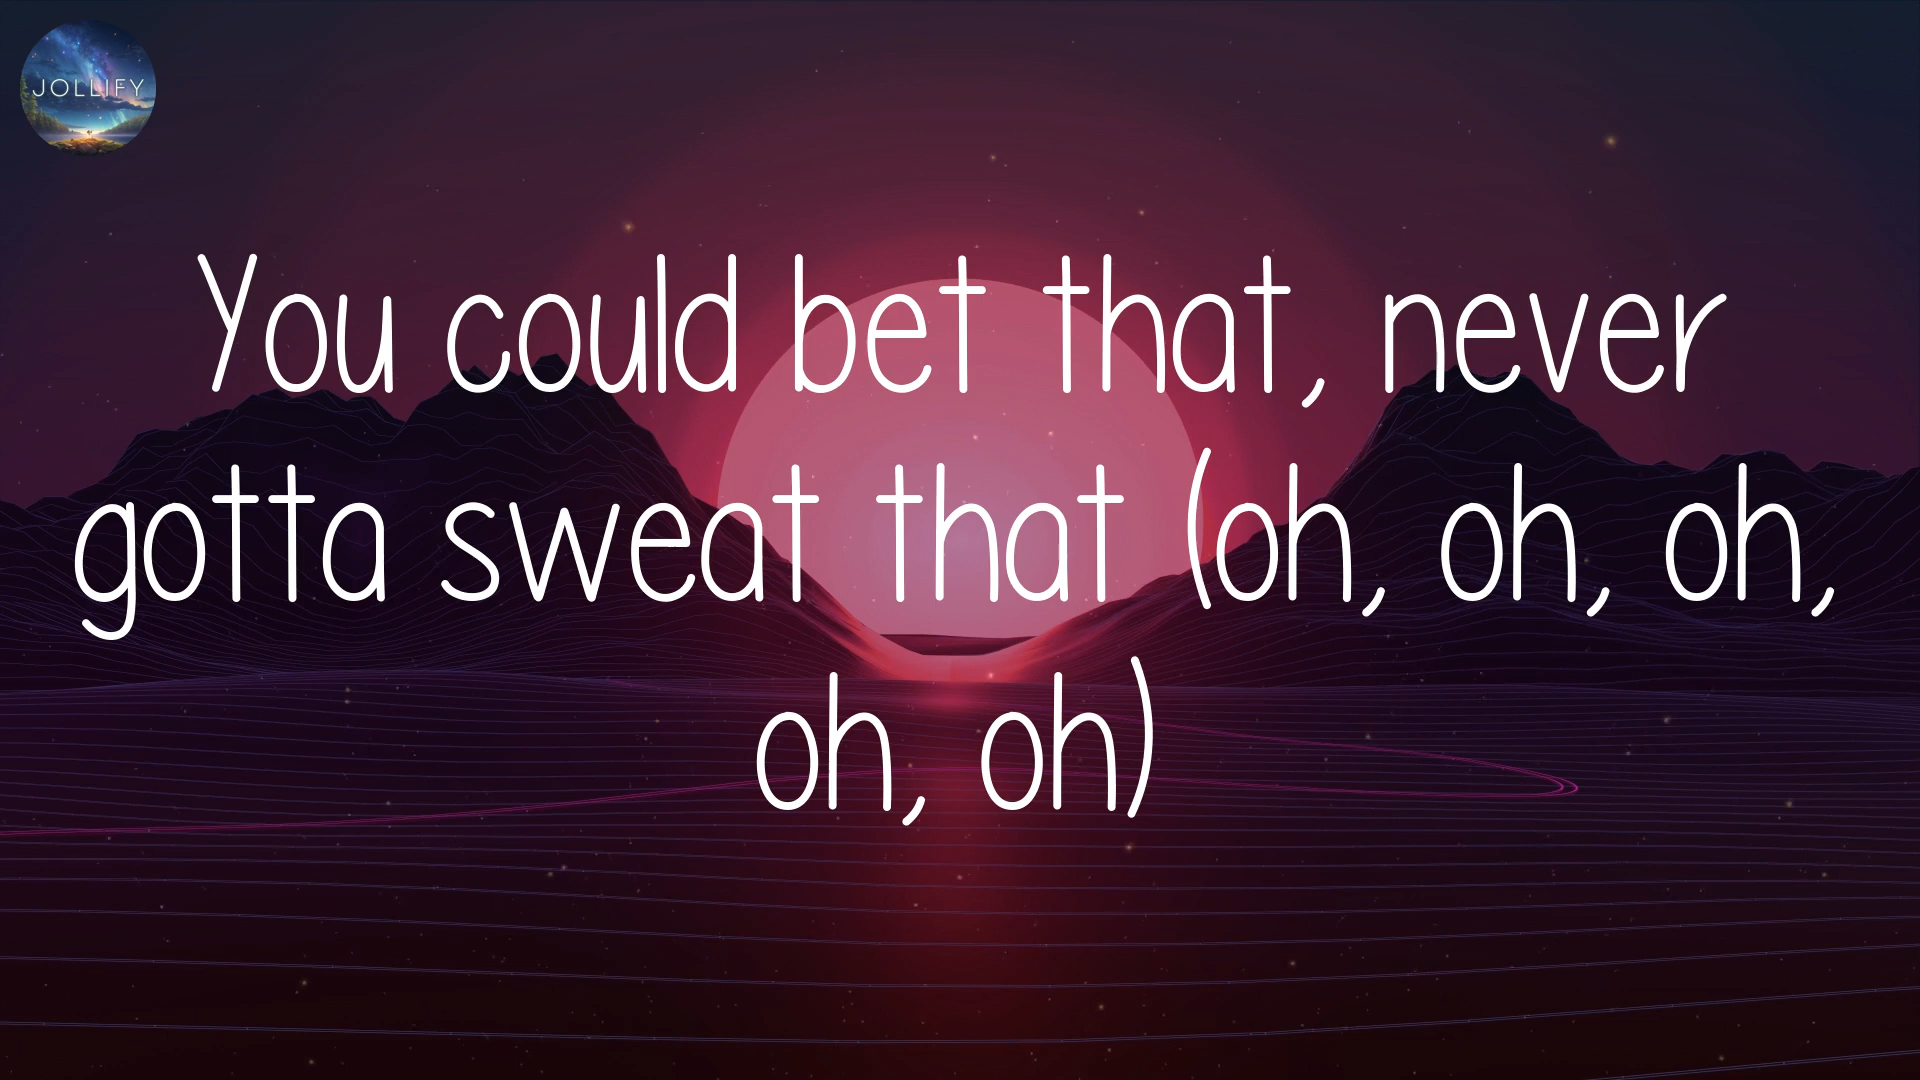 JOLLIFY
You could bet that, never
gotta sweat that (oh, oh, oh,
oh, oh)